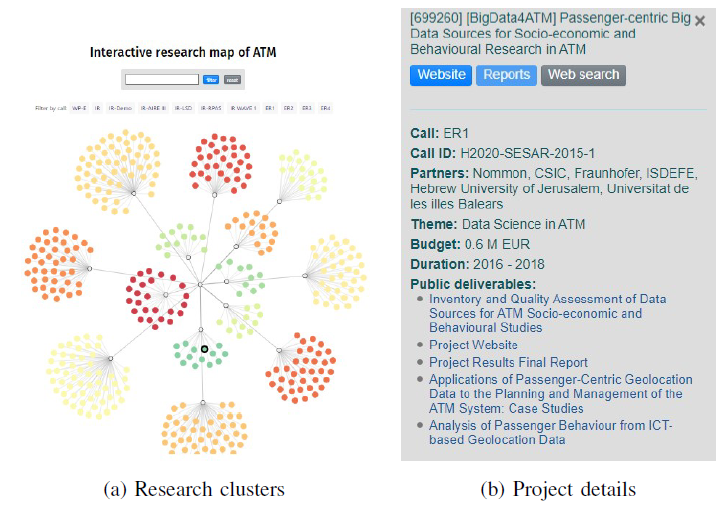 Interactive research map of ATM
filter reset
Filter by call WP-E IR IR-Demo IR-AIRE III IR-LSD IR-RPAS IR WAVE 1 ER1 ER2 ER3 ER4
(a) Research clusters
[699260] [BigData4ATM] Passenger-centric Big
Data Sources for Socio-economic and
Behavioural Research in ATM
x
Website Reports Web search
Call: ER1
Call ID: H2020-SESAR-2015-1
Partners: Nommon, CSIC, Fraunhofer, ISDEFE,
Hebrew University of Jerusalem, Universitat de
les illes Balears
Theme: Data Science in ATM
Budget: 0.6 M EUR
Duration: 2016 - 2018
Public deliverables:
Inventory and Quality Assessment of Data
Sources for ATM Socio-economic and
Behavioural Studies
Project Website
Project Results Final Report
Applications of Passenger-Centric Geolocation
Data to the Planning and Management of the
ATM System: Case Studies
Analysis of Passenger Behaviour from ICT-
based Geolocation Data
(b) Project details